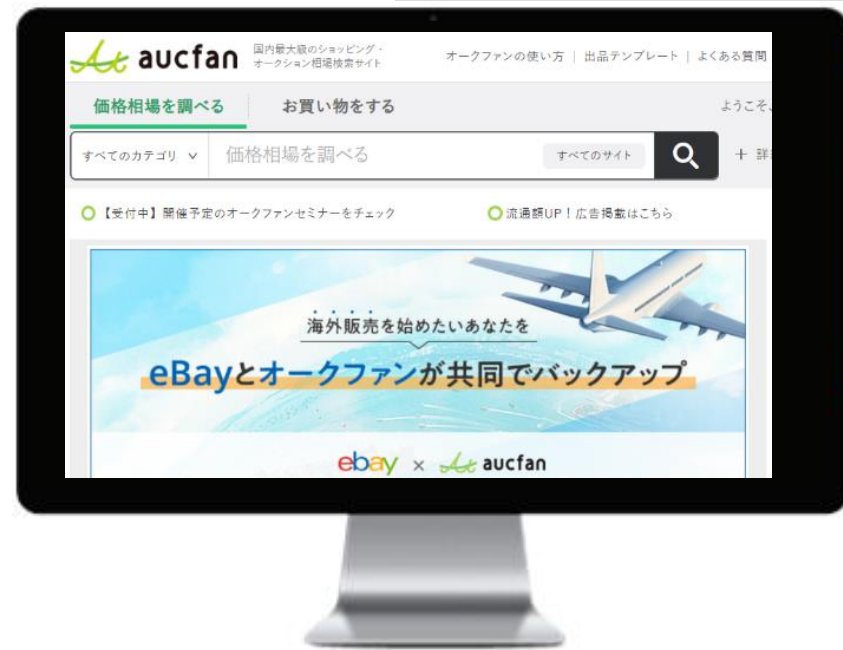 aucfan
国内最大級のショッピング・
オークション相場検索サイト
オークファンの使い方 | 出品テンプレート | よくある質問
価格相場を調べる
お買い物をする
ようこそ、
すべてのカテゴリ
価格相場を調べる
すべてのサイト
+ 詳
【受付中】開催予定のオークファンセミナーをチェック
流通額UP！広告掲載はこちら
海外販売を始めたいあなたを
eBayとオークファンが共同でバックアップ
ebay × aucfan